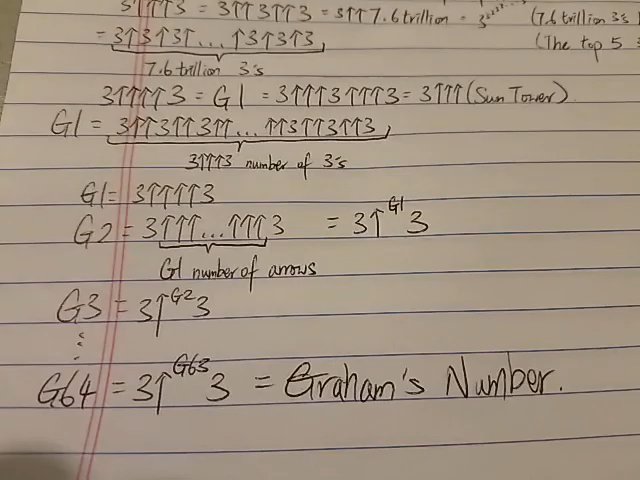 3↑↑↑3 = 3↑↑3↑↑3 = 3↑↑7.6trillion = (7.6 trillion 3's
= 3↑3↑3↑...↑3↑3↑3 (The top 5
7.6 trillion 3's
3↑↑↑↑3 = G1 = 3↑↑↑3↑↑↑3 = 3↑↑↑(Sun Tower)
G1 = 3↑↑3↑↑3↑↑...↑↑3↑↑3↑↑3,
3↑↑↑3 number of 3's
G1 = 3↑↑↑↑3
G2 = 3↑↑↑...↑↑↑3 = 3↑^G1 3
G1 number of arrows
G3 = 3↑^G2 3
⋮
G64 = 3↑^G63 3 = Graham's Number.